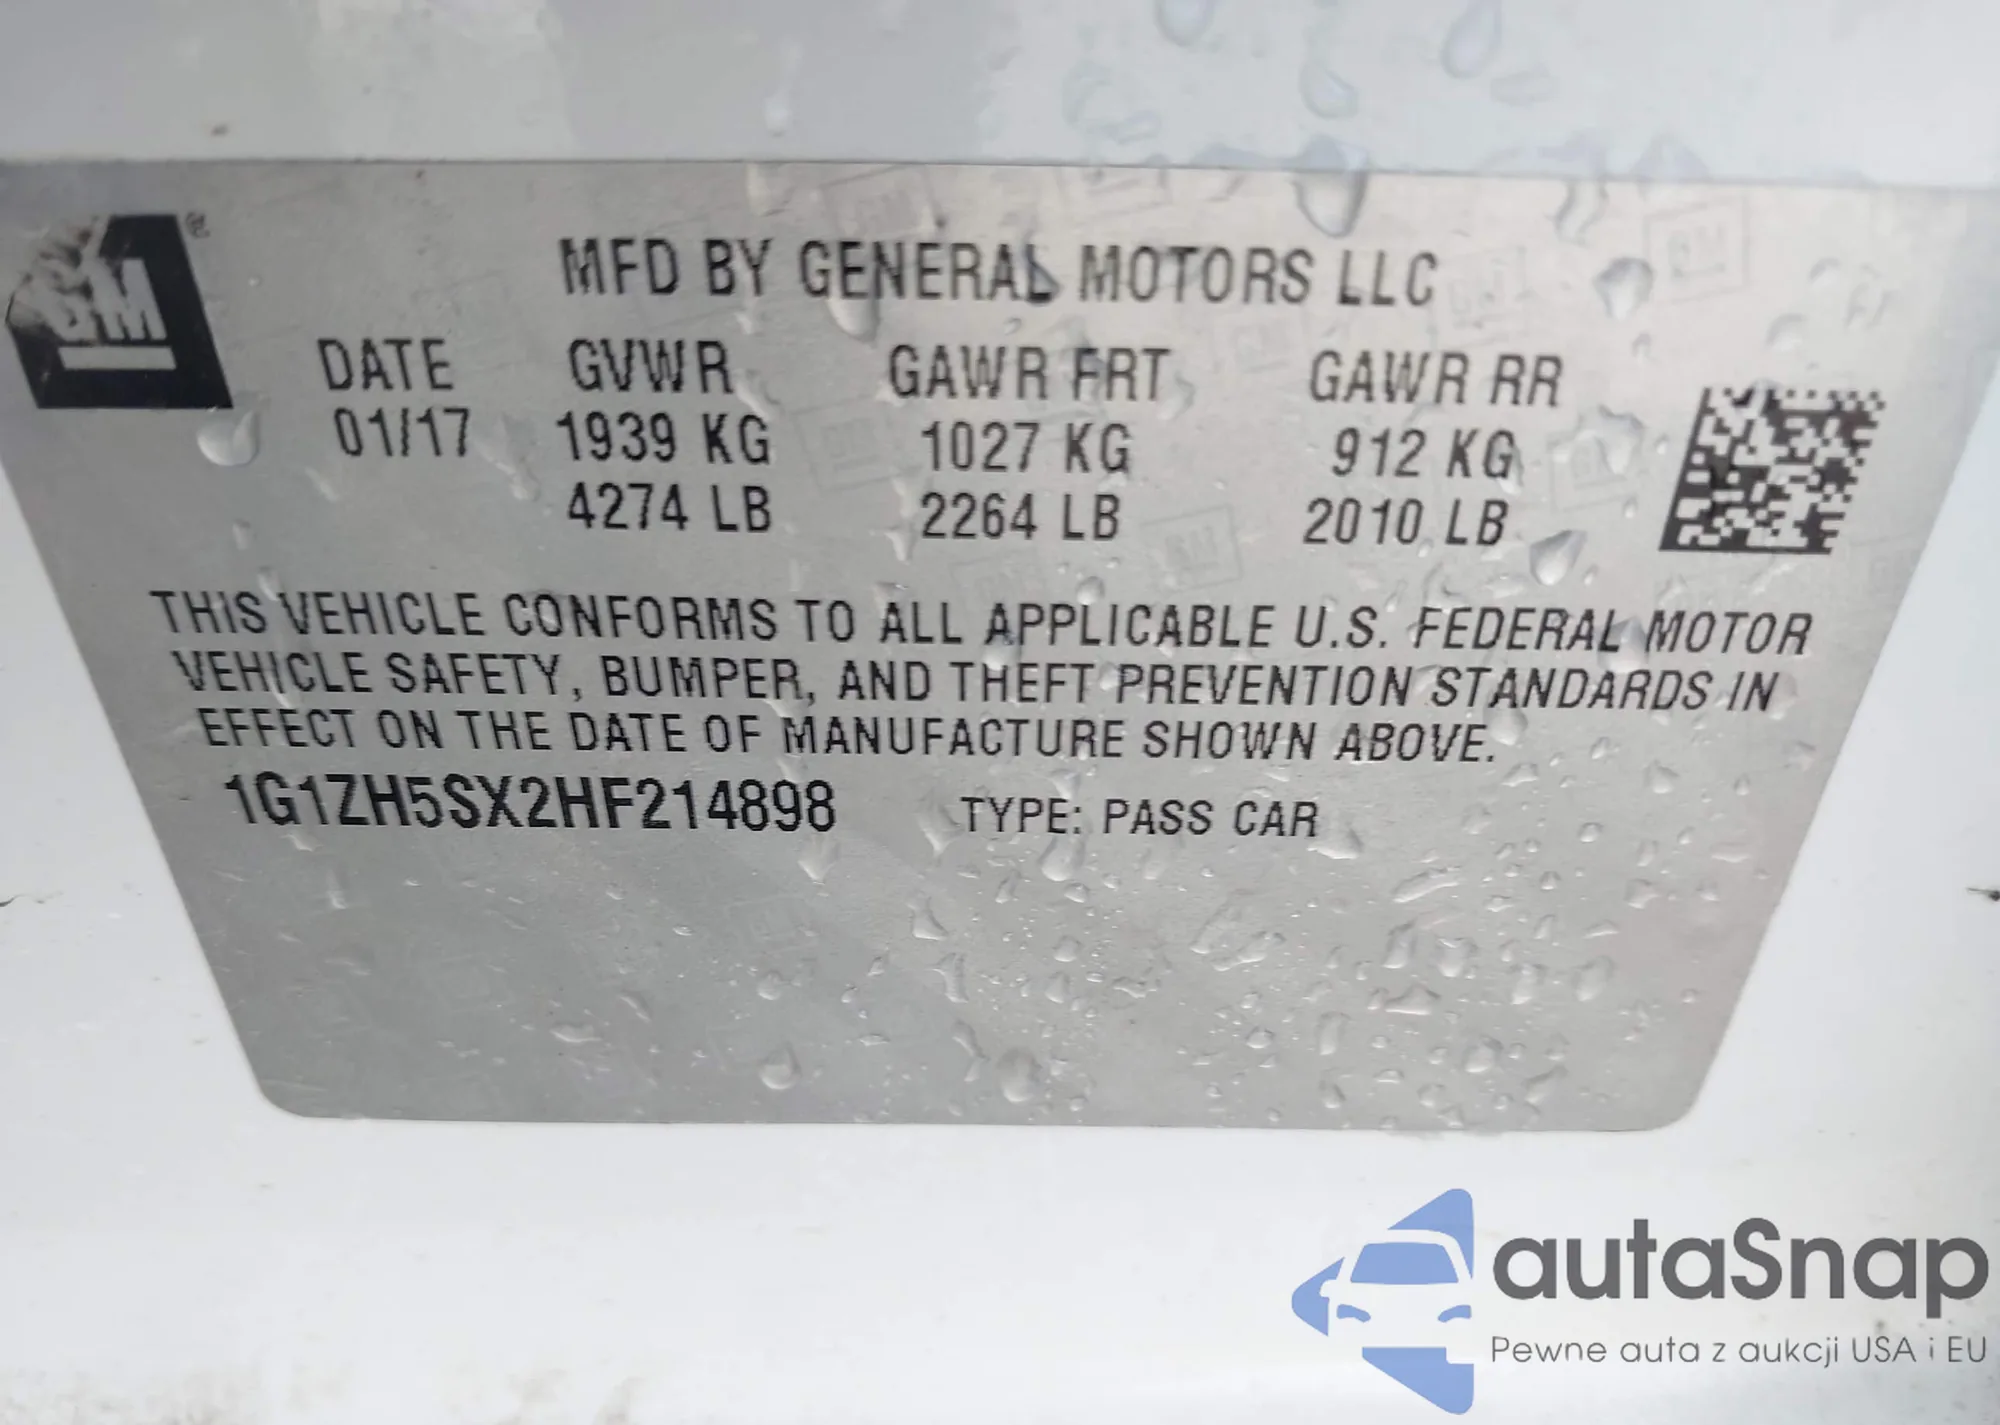 GM ®
MFD BY GENERAL MOTORS LLC
DATE GVWR GAWR FRT GAWR RR
01/17 1939 KG 1027 KG 912 KG
4274 LB 2264 LB 2010 LB
THIS VEHICLE CONFORMS TO ALL APPLICABLE U.S. FEDERAL MOTOR
VEHICLE SAFETY, BUMPER, AND THEFT PREVENTION STANDARDS IN
EFFECT ON THE DATE OF MANUFACTURE SHOWN ABOVE.
1G1ZH5SX2HF214898 TYPE: PASS CAR
autaSnap
Pewne auta z aukcji USA i EU